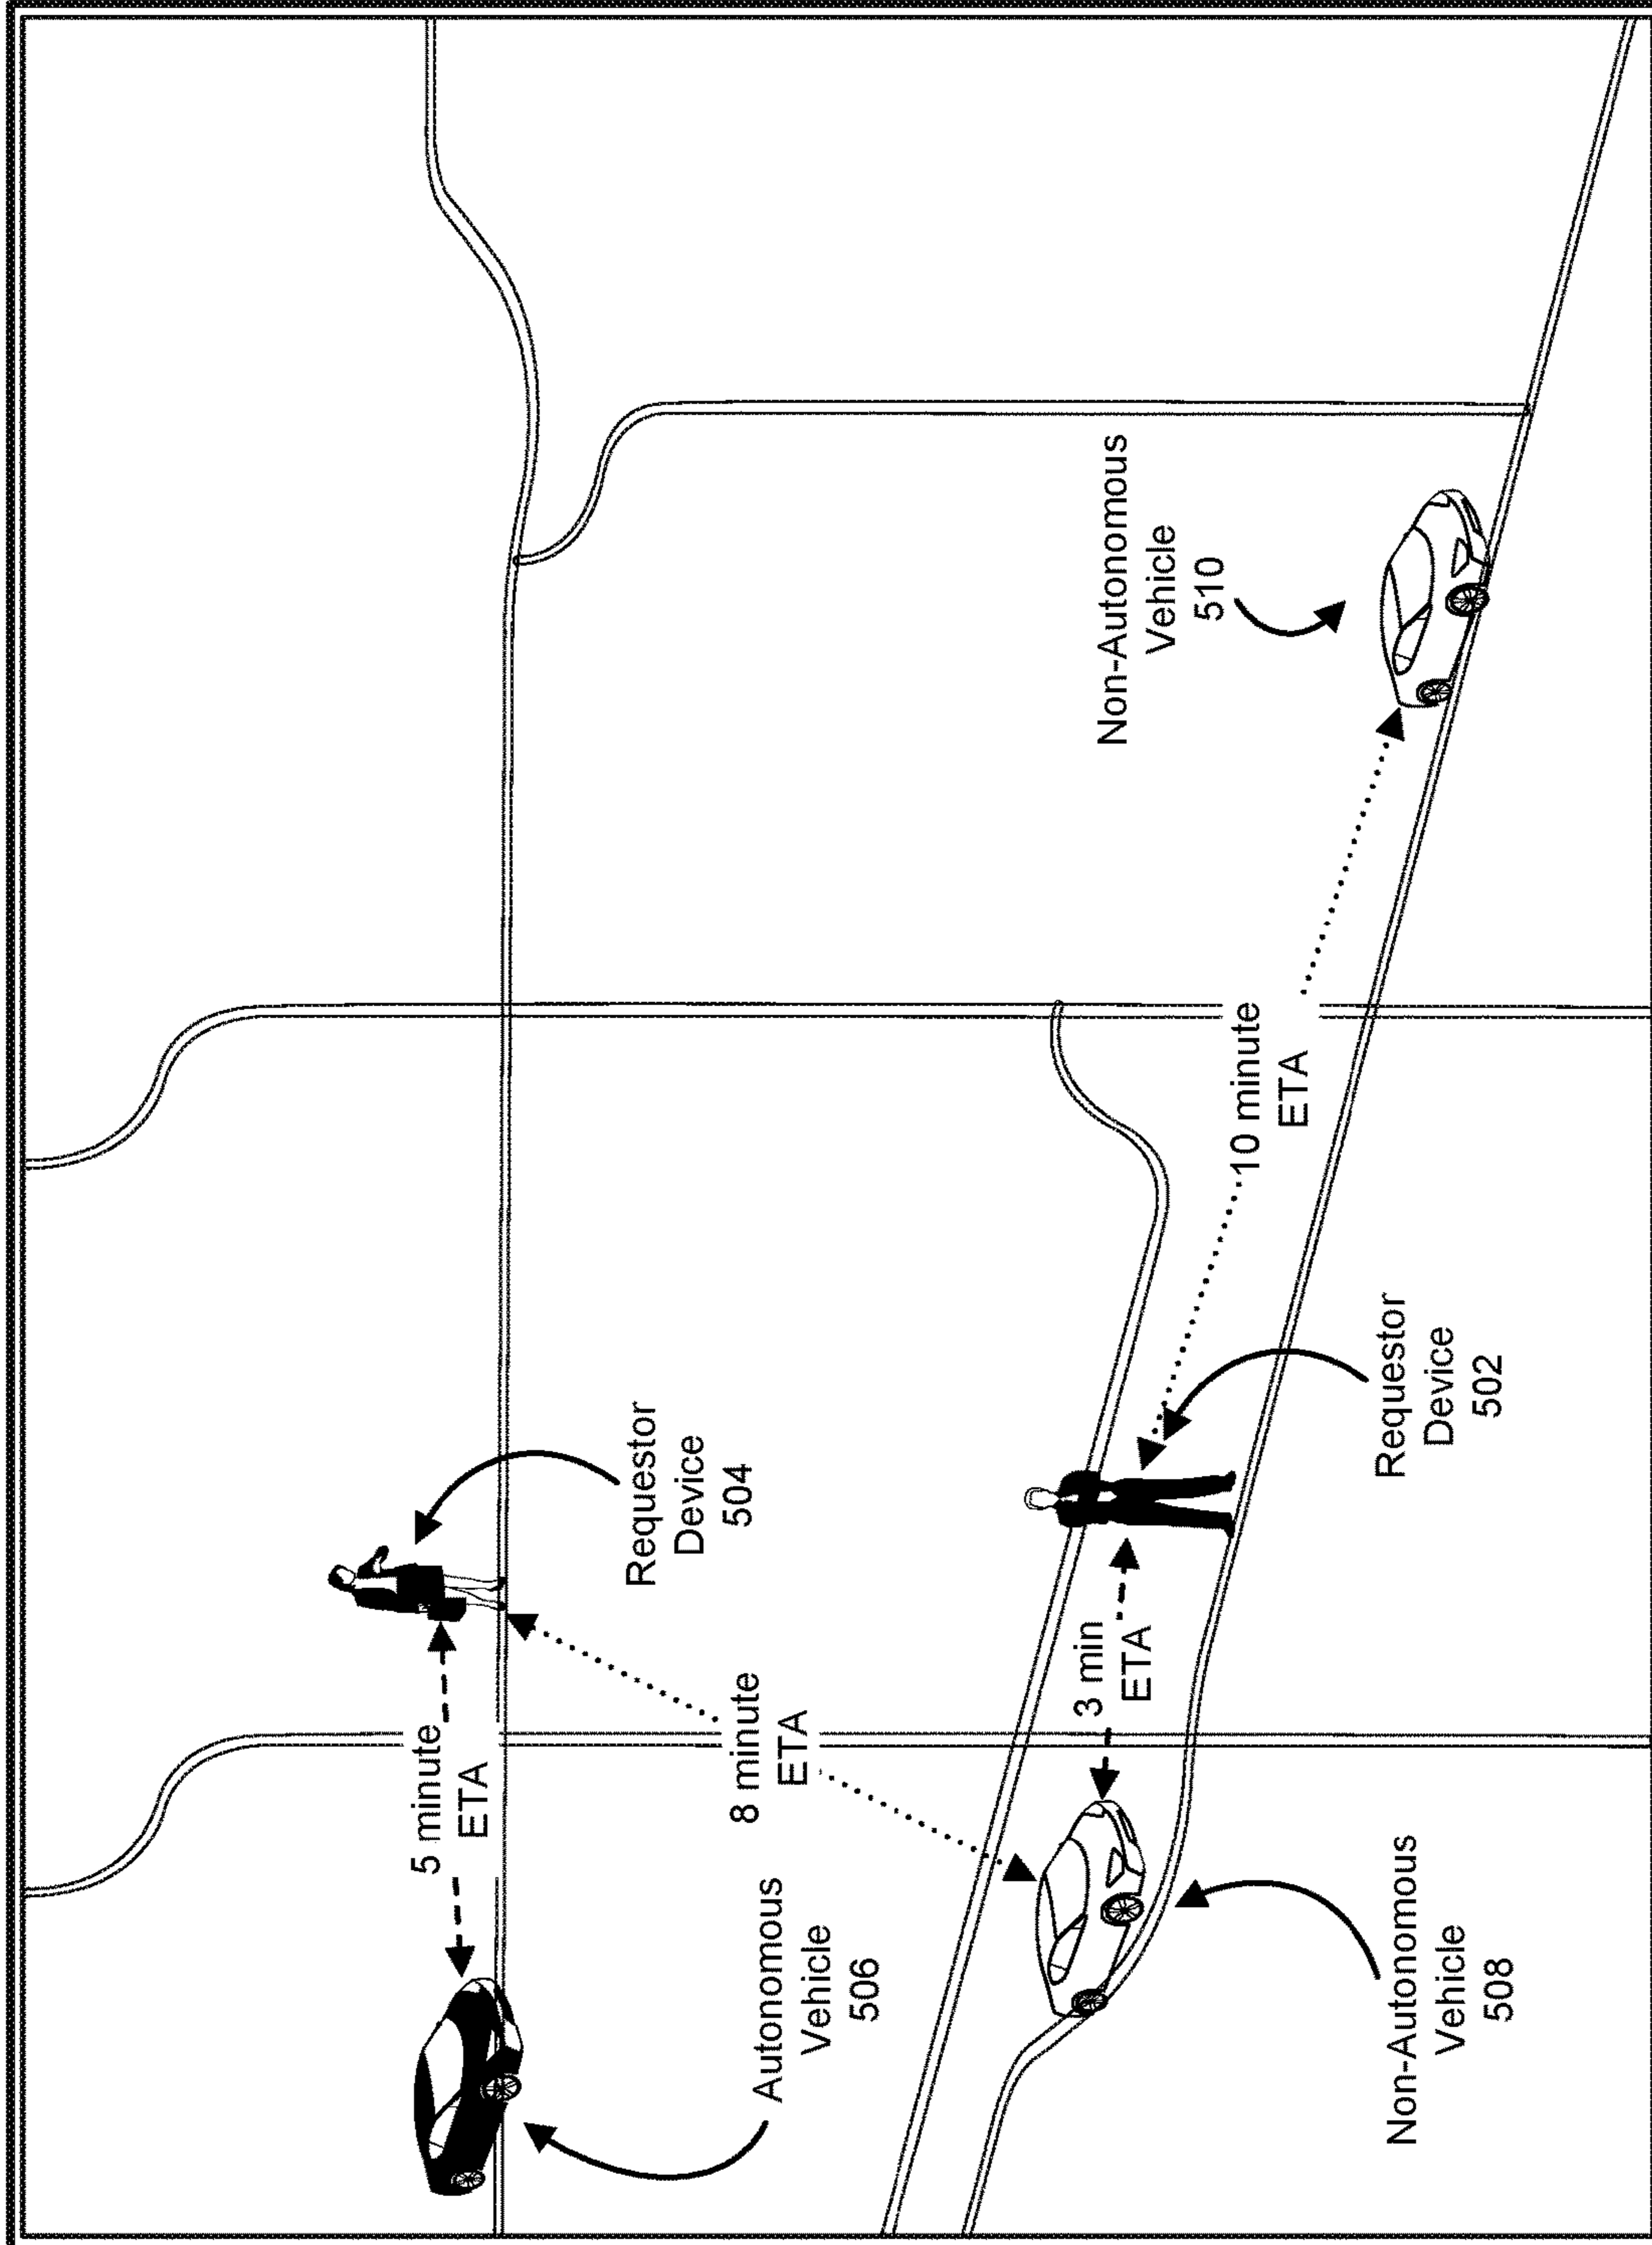 5 minute
ETA
Requestor
Device
504
Autonomous
Vehicle
506
8 minute
ETA
3 min
ETA
10 minute
ETA
Non-Autonomous
Vehicle
510
Requestor
Device
502
Non-Autonomous
Vehicle
508